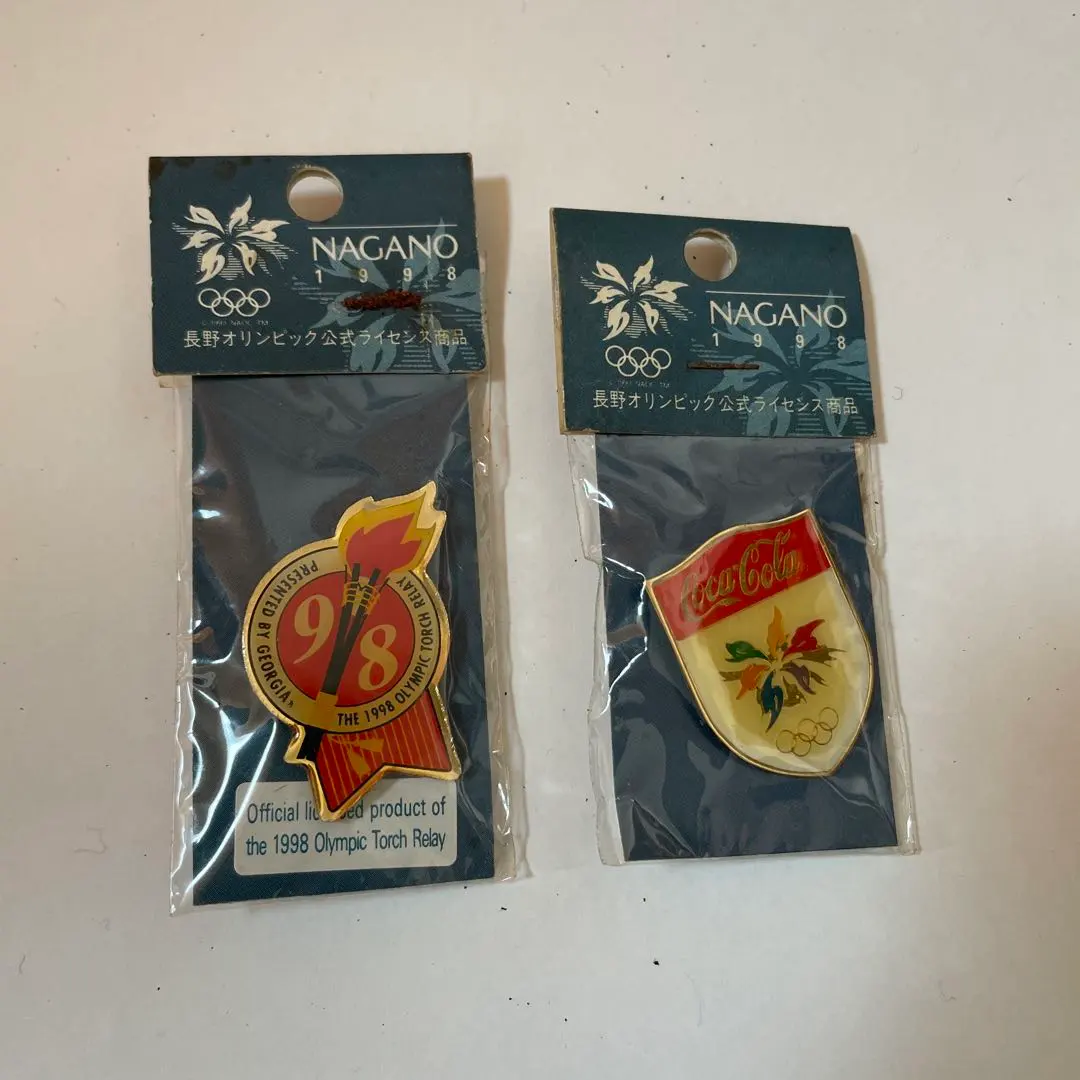 NAGANO
1998
長野オリンピック公式ライセンス商品
PRESENTED BY GEORGIA®
98
THE 1998 OLYMPIC TORCH RELAY
Official lic sed product of
the 1998 Olympic Torch Relay
NAGANO
1998
長野オリンピック公式ライセンス商品
Coca-Cola